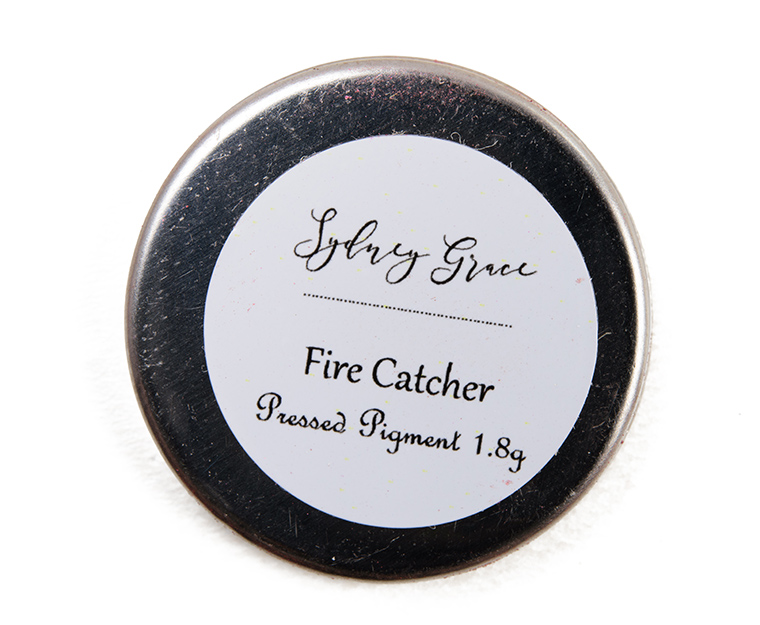 Sydney Grace
Fire Catcher
Pressed Pigment 1.8g